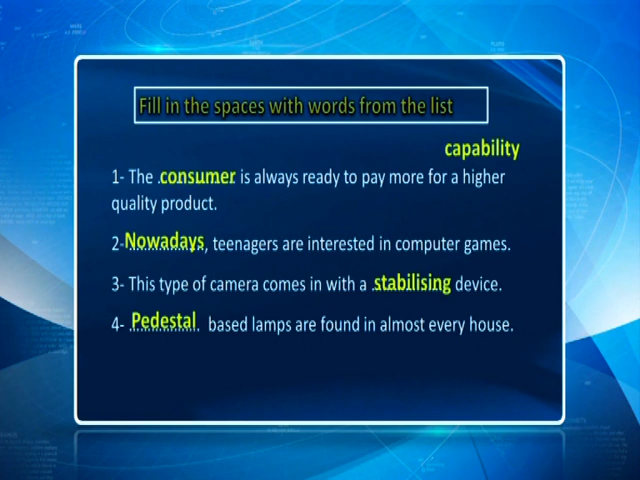 Fill in the spaces with words from the list
capability
1- The consumer is always ready to pay more for a higher
quality product.
2- Nowadays, teenagers are interested in computer games.
3- This type of camera comes in with a stabilising device.
4- Pedestal based lamps are found in almost every house.